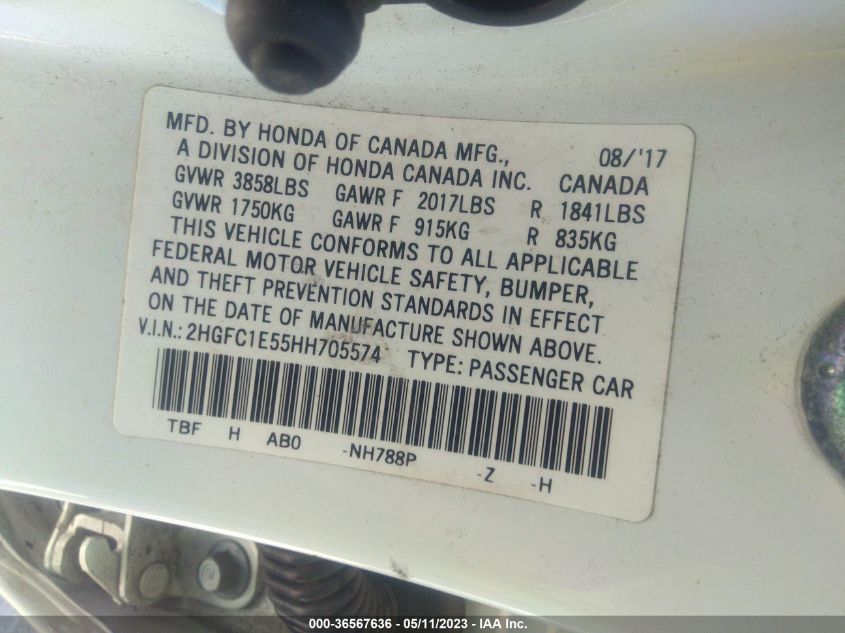 MFD. BY HONDA OF CANADA MFG., 08/'17
A DIVISION OF HONDA CANADA INC. CANADA
GVWR 3858LBS GAWR F 2017LBS R 1841LBS
GVWR 1750KG GAWR F 915KG R 835KG
THIS VEHICLE CONFORMS TO ALL APPLICABLE
FEDERAL MOTOR VEHICLE SAFETY, BUMPER,
AND THEFT PREVENTION STANDARDS IN EFFECT
ON THE DATE OF MANUFACTURE SHOWN ABOVE.
V.I.N.: 2HGFC1E55HH705574 TYPE: PASSENGER CAR
TBF H AB0 -NH788P -Z -H
000-36567636 - 05/11/2023 - IAA Inc.